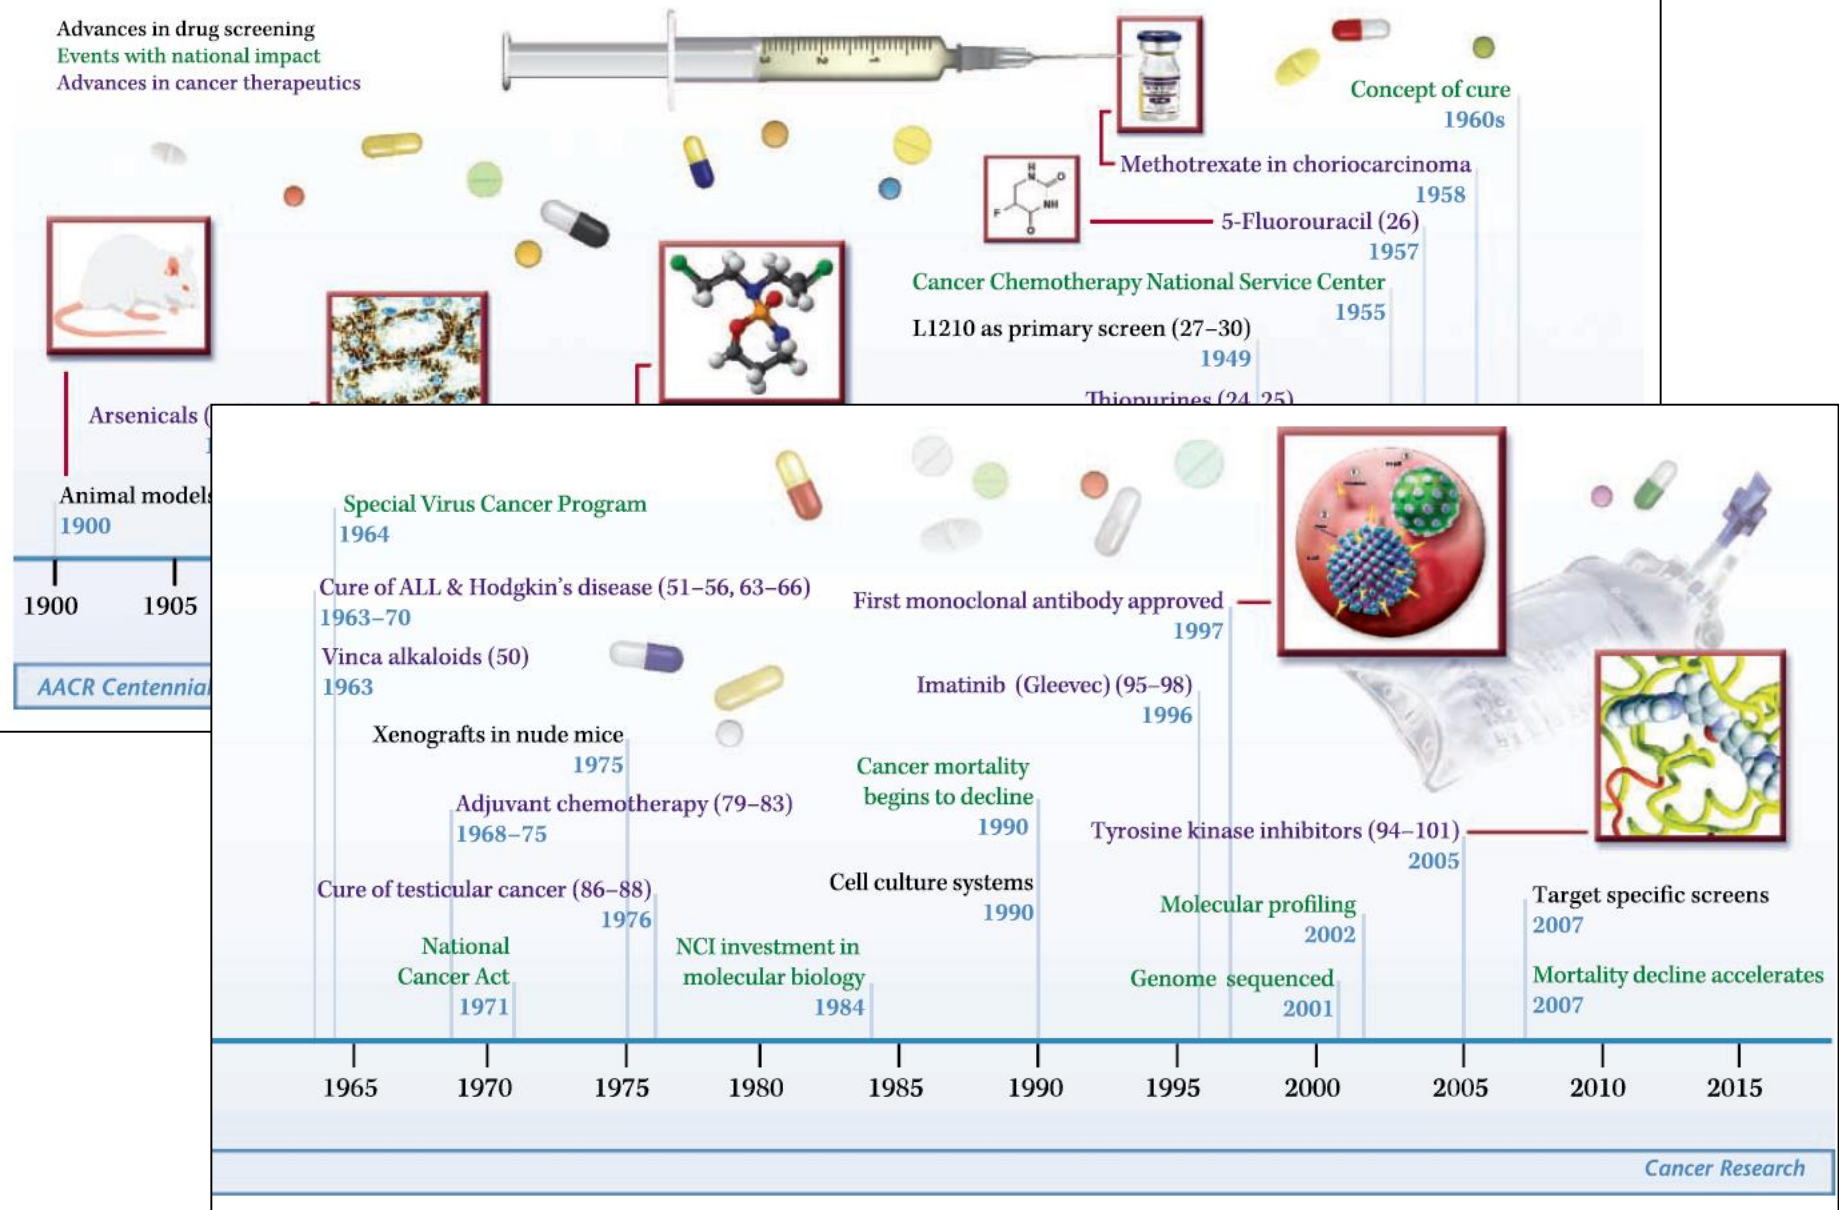 Advances in drug screening
Events with national impact
Advances in cancer therapeutics
3 2 1
Concept of cure
1960s
Methotrexate in choriocarcinoma
1958
H
N
O
NH
F
O
5-Fluorouracil (26)
1957
Cancer Chemotherapy National Service Center
1955
L1210 as primary screen (27–30)
1949
Thiopurines (24, 25)
Arsenicals (
Animal models
1900
1900 1905
AACR Centennial
Special Virus Cancer Program
1964
Cure of ALL & Hodgkin's disease (51–56, 63–66)
1963–70
Vinca alkaloids (50)
1963
Xenografts in nude mice
1975
Adjuvant chemotherapy (79–83)
1968–75
Cure of testicular cancer (86–88)
1976
National
Cancer Act
1971
NCI investment in
molecular biology
1984
First monoclonal antibody approved
1997
Imatinib (Gleevec) (95–98)
1996
Cancer mortality
begins to decline
1990
Cell culture systems
1990
Tyrosine kinase inhibitors (94–101)
2005
Molecular profiling
2002
Genome sequenced
2001
Target specific screens
2007
Mortality decline accelerates
2007
1965 1970 1975 1980 1985 1990 1995 2000 2005 2010 2015
Cancer Research